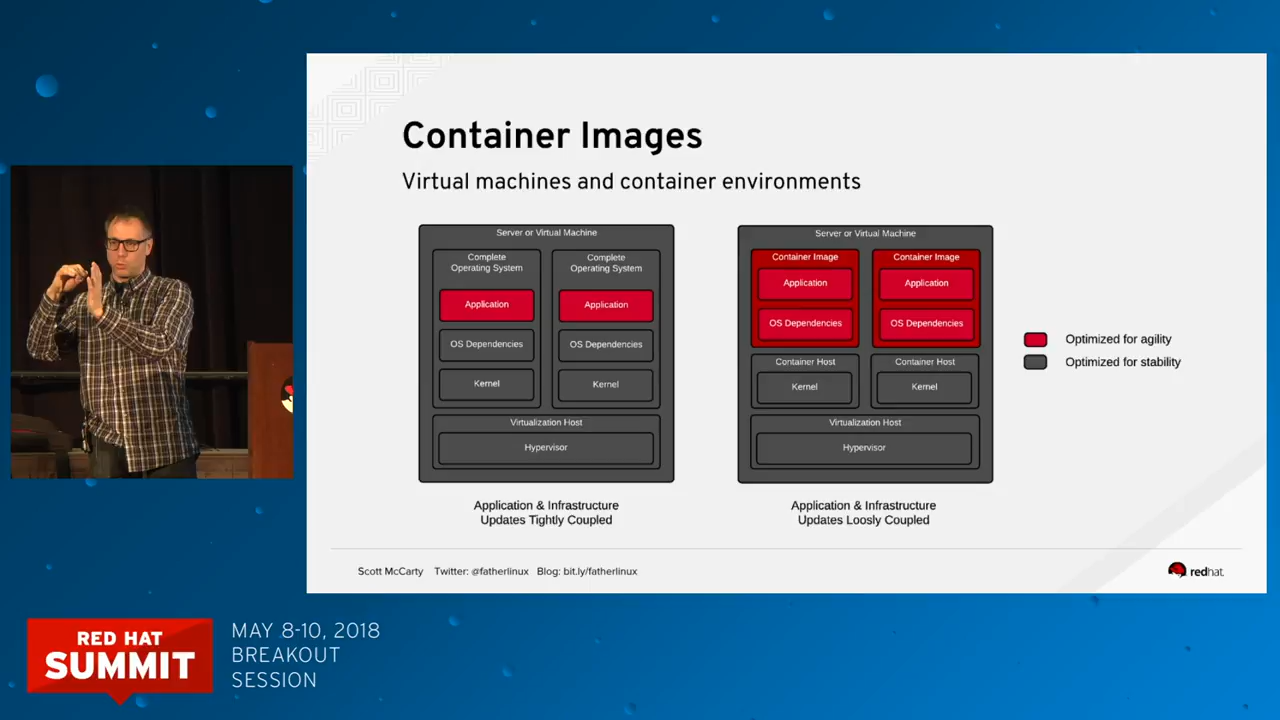 Container Images
Virtual machines and container environments
Server or Virtual Machine
Complete
Operating System
Application
OS Dependencies
Kernel
Complete
Operating System
Application
OS Dependencies
Kernel
Virtualization Host
Hypervisor
Application & Infrastructure
Updates Tightly Coupled
Server or Virtual Machine
Container Image
Application
OS Dependencies
Container Image
Application
OS Dependencies
Container Host
Kernel
Container Host
Kernel
Virtualization Host
Hypervisor
Application & Infrastructure
Updates Loosly Coupled
Optimized for agility
Optimized for stability
Scott McCarty Twitter: @fatherlinux Blog: bit.ly/fatherlinux
redhat.
RED HAT
SUMMIT
MAY 8-10, 2018
BREAKOUT
SESSION